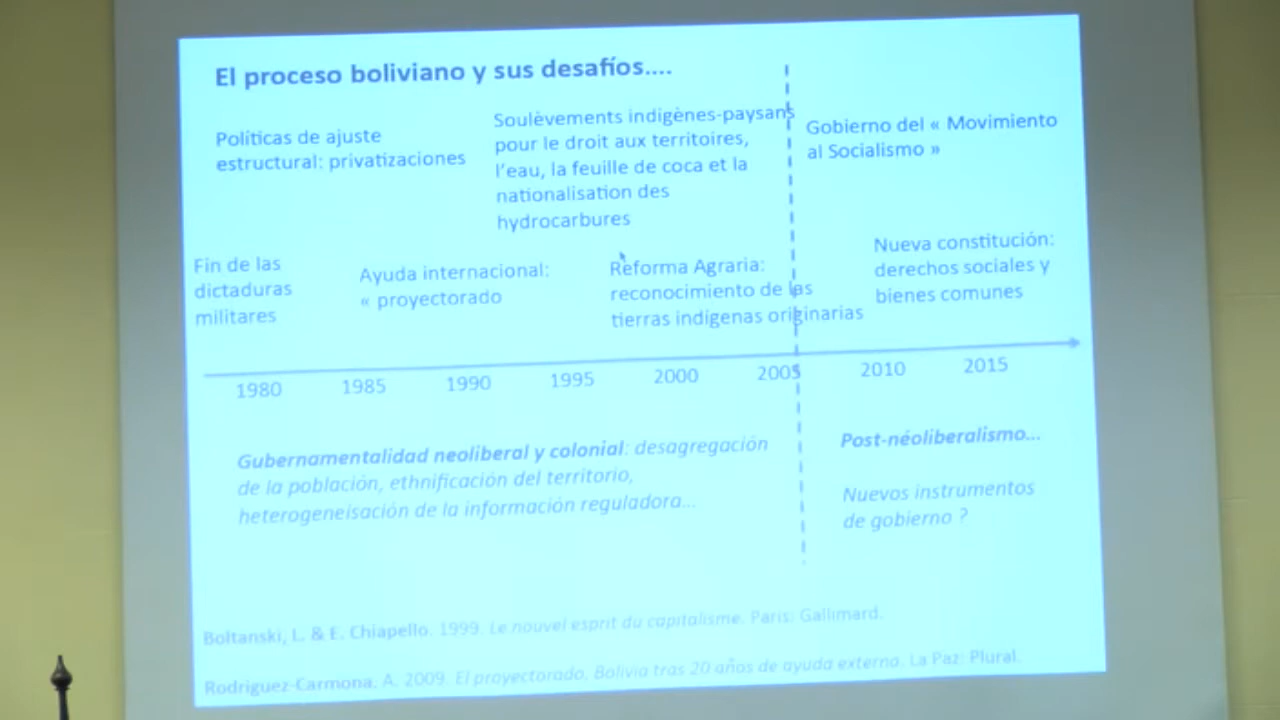 El proceso boliviano y sus desafíos....
Políticas de ajuste
estructural: privatizaciones
Soulèvements indigènes-paysans
pour le droit aux territoires,
l'eau, la feuille de coca et la
nationalisation des
hydrocarbures
Gobierno del « Movimiento
al Socialismo »
Fin de las
dictaduras
militares
Ayuda internacional:
« proyectorado
Reforma Agraria:
reconocimiento de las
tierras indígenas originarias
Nueva constitución:
derechos sociales y
bienes comunes
1980 1985 1990 1995 2000 2005 2010 2015
Gubernamentalidad neoliberal y colonial: desagregación
de la población, ethnificación del territorio,
heterogeneisación de la información reguladora...
Post-néoliberalismo...
Nuevos instrumentos
de gobierno ?
Boltanski, L. & E. Chiapello. 1999. Le nouvel esprit du capitalisme. Paris: Gallimard.
Rodriguez-Carmona. A. 2009. El proyectorado. Bolivia tras 20 años de ayuda externa. La Paz: Plural.